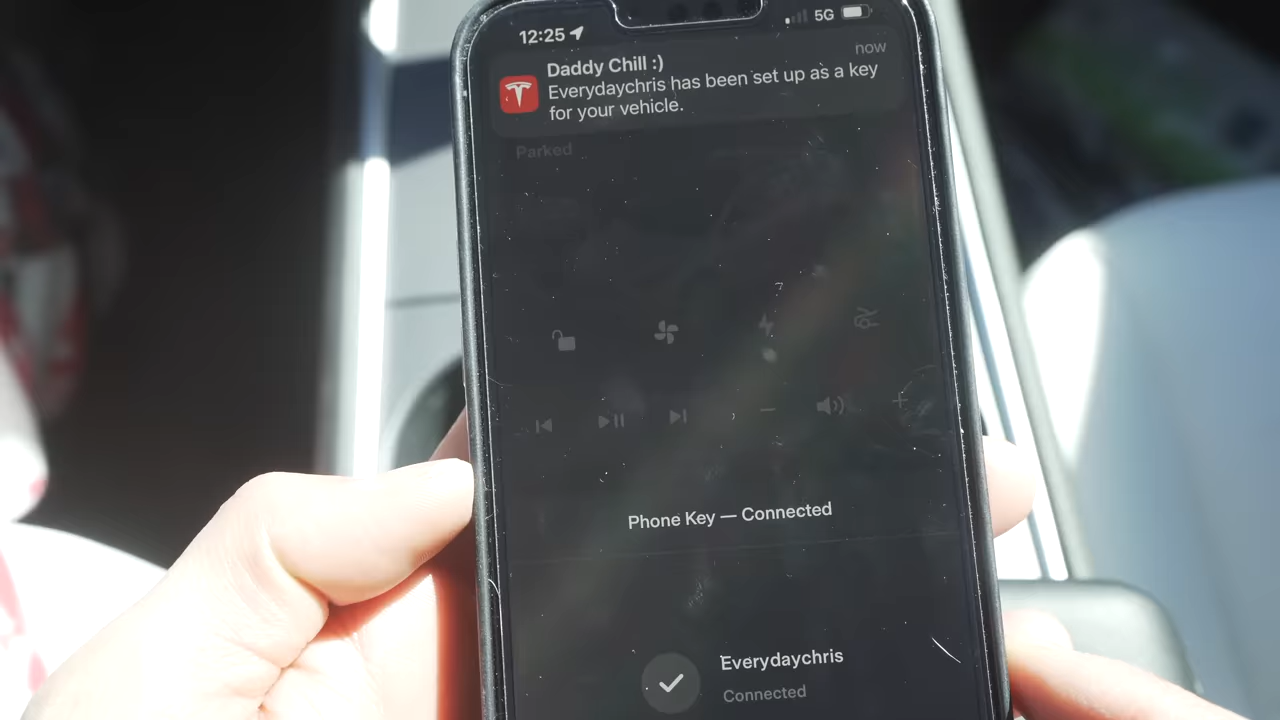 12:25
5G
Daddy Chill :)
now
Everydaychris has been set up as a key
for your vehicle.
Parked
Phone Key — Connected
Everydaychris
Connected